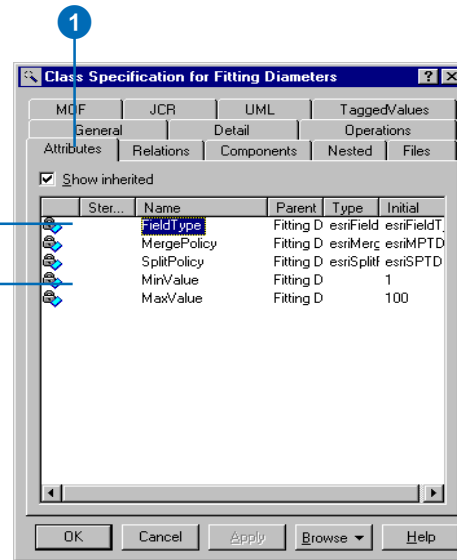 1
Class Specification for Fitting Diameters
MOF JCR UML TaggedValues
General Detail Operations
Attributes Relations Components Nested Files
Show inherited
Ster... Name Parent Type Initial
FieldType Fitting D esriField esriFieldT
MergePolicy Fitting D esriMerg esriMPTD
SplitPolicy Fitting D esriSplitF esriSPTD
MinValue Fitting D 1
MaxValue Fitting D 100
OK Cancel Apply Browse Help